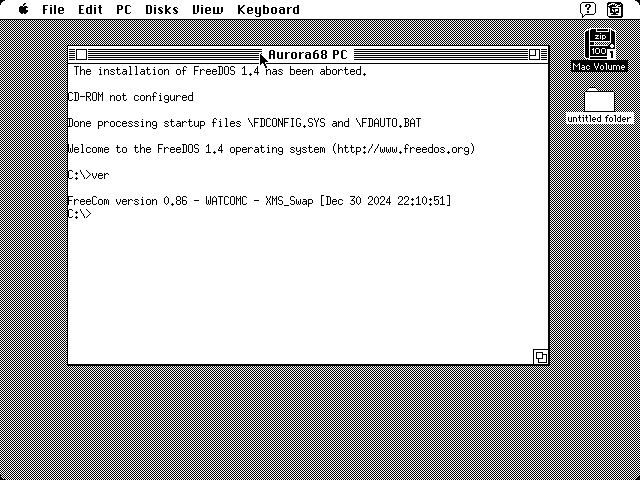 File Edit PC Disks View Keyboard
Aurora68 PC
The installation of FreeDOS 1.4 has been aborted.
CD-ROM not configured
Done processing startup files \FDCONFIG.SYS and \FDAUTO.BAT
Welcome to the FreeDOS 1.4 operating system (http://www.freedos.org)
C:\>ver
FreeCom version 0.86 - WATCOMC - XMS_Swap [Dec 30 2024 22:10:51]
C:\>
zip
100
Mac Volume
untitled folder